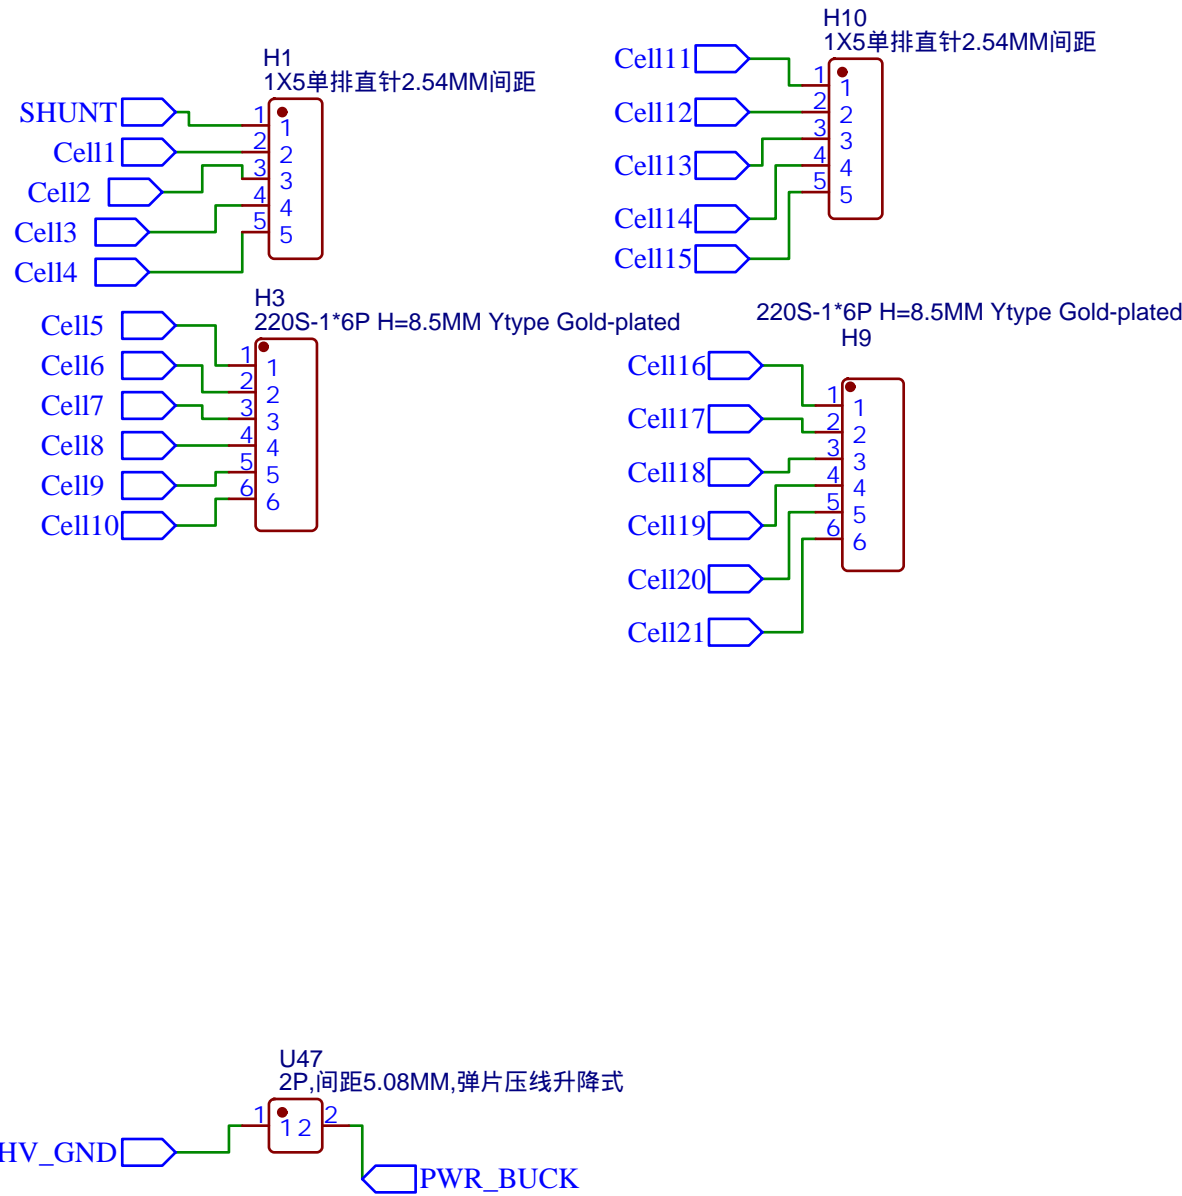 H1
1X5单排直针2.54MM间距
SHUNT 1 1
Cell1 2 2
Cell2 3 3
Cell3 4 4
Cell4 5 5
H10
1X5单排直针2.54MM间距
Cell11 1 1
Cell12 2 2
Cell13 3 3
Cell14 4 4
Cell15 5 5
H3
220S-1*6P H=8.5MM Ytype Gold-plated
Cell5 1 1
Cell6 2 2
Cell7 3 3
Cell8 4 4
Cell9 5 5
Cell10 6 6
220S-1*6P H=8.5MM Ytype Gold-plated
H9
Cell16 1 1
Cell17 2 2
Cell18 3 3
Cell19 4 4
Cell20 5 5
Cell21 6 6
U47
2P,间距5.08MM,弹片压线升降式
1 1 2 2
HV_GND
PWR_BUCK